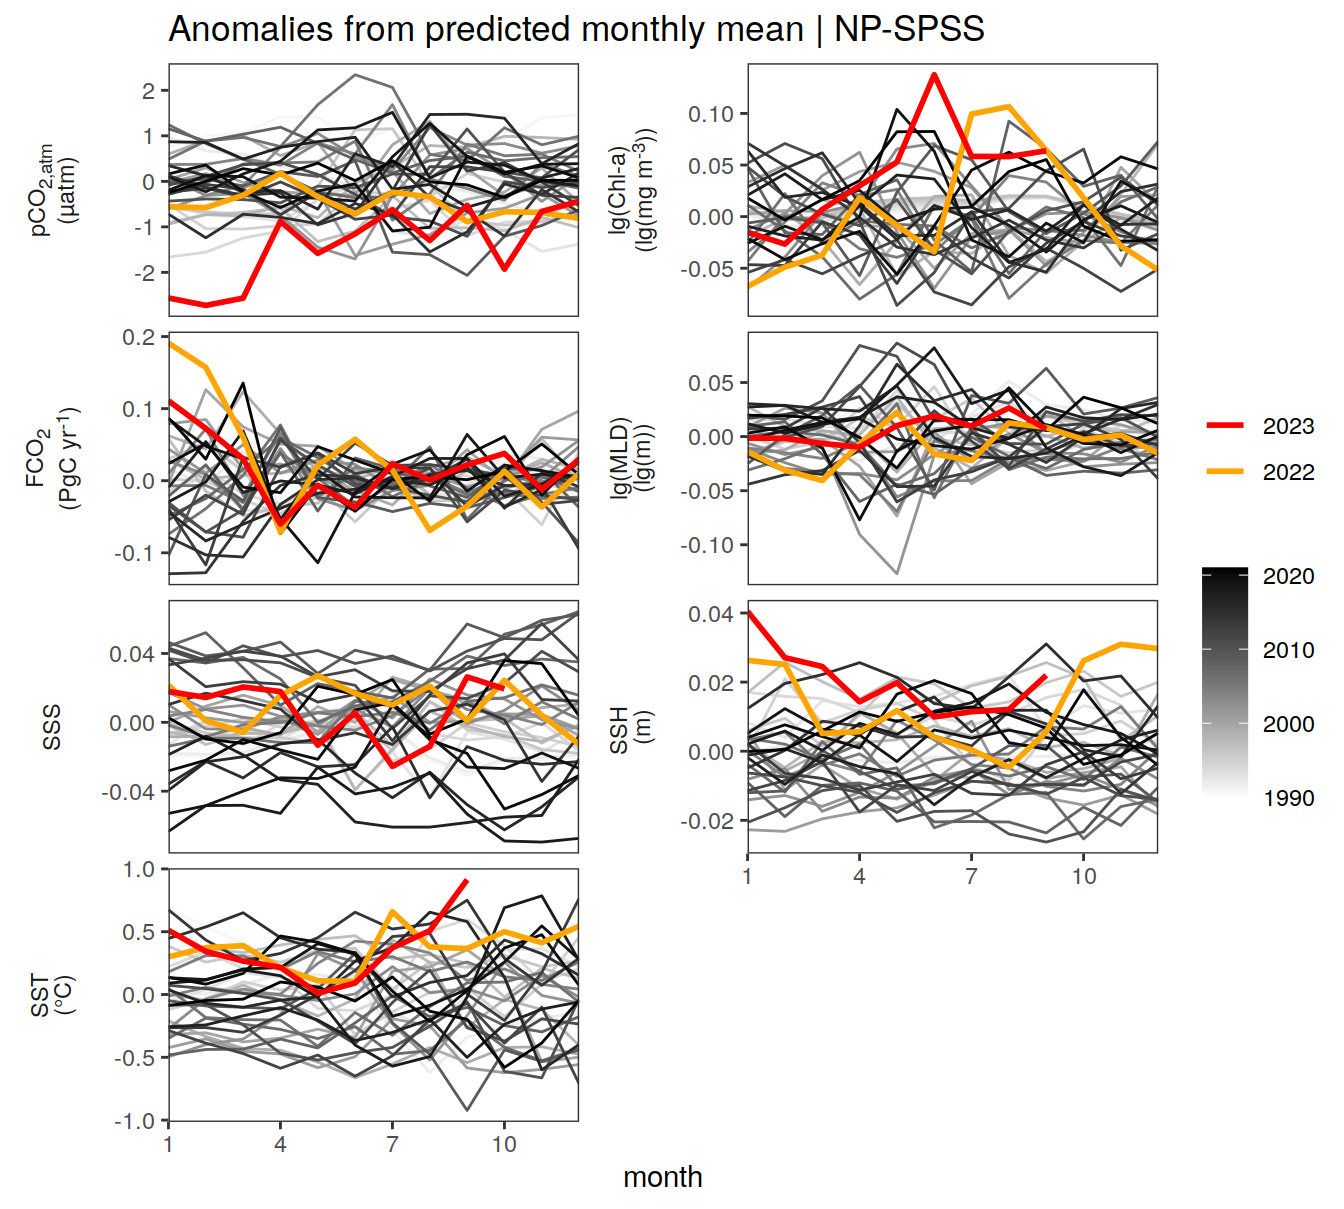 Anomalies from predicted monthly mean | NP-SPSS
pCO2,atm
(µatm)
2
1
0
-1
-2
lg(Chl-a)
(lg(mg m-3))
0.10
0.05
0.00
-0.05
FCO2
(PgC yr-1)
0.2
0.1
0.0
-0.1
lg(MLD)
(lg(m))
0.05
0.00
-0.05
-0.10
SSS
0.04
0.00
-0.04
SSH
(m)
0.04
0.02
0.00
-0.02
1
4
7
10
SST
(°C)
1.0
0.5
0.0
-0.5
-1.0
1
4
7
10
month
2023
2022
2020
2010
2000
1990